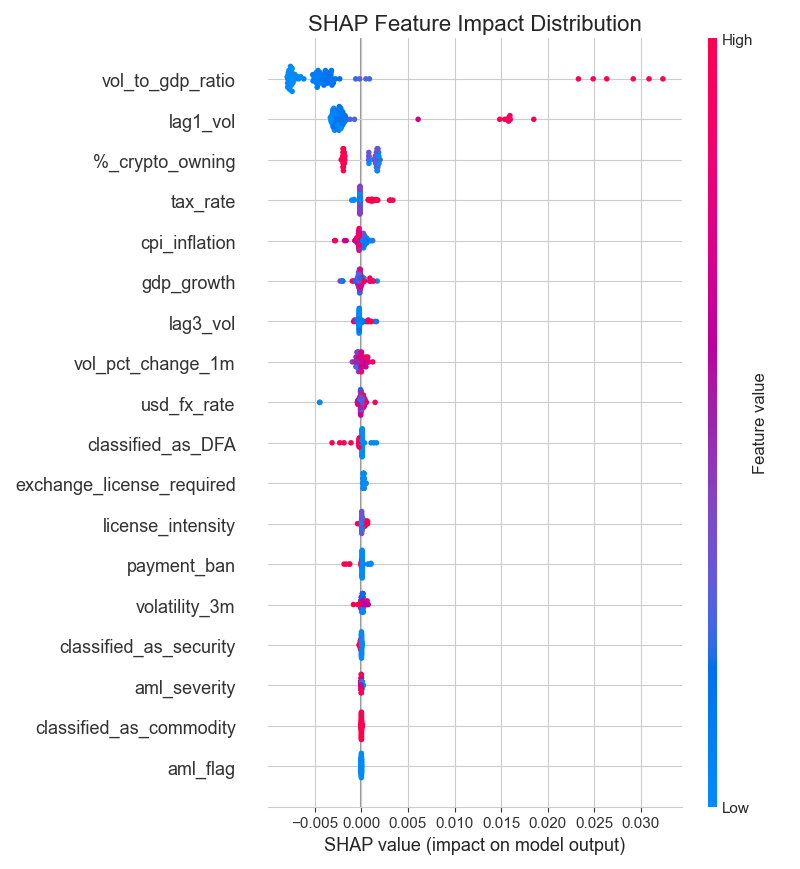 SHAP Feature Impact Distribution
High
vol_to_gdp_ratio
lag1_vol
%_crypto_owning
tax_rate
cpi_inflation
gdp_growth
lag3_vol
vol_pct_change_1m
usd_fx_rate
classified_as_DFA
exchange_license_required
license_intensity
payment_ban
volatility_3m
classified_as_security
aml_severity
classified_as_commodity
aml_flag
Feature value
Low
−0.005 0.000 0.005 0.010 0.015 0.020 0.025 0.030
SHAP value (impact on model output)